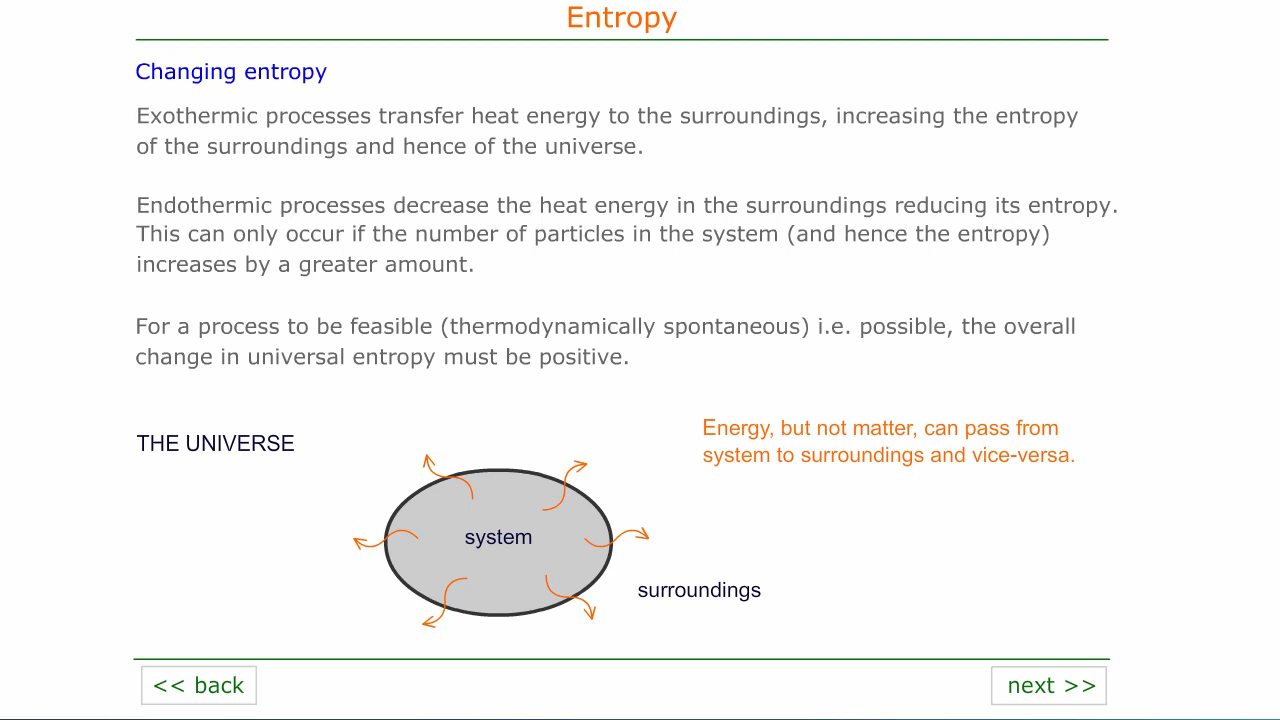 Entropy
Changing entropy
Exothermic processes transfer heat energy to the surroundings, increasing the entropy
of the surroundings and hence of the universe.
Endothermic processes decrease the heat energy in the surroundings reducing its entropy.
This can only occur if the number of particles in the system (and hence the entropy)
increases by a greater amount.
For a process to be feasible (thermodynamically spontaneous) i.e. possible, the overall
change in universal entropy must be positive.
THE UNIVERSE
Energy, but not matter, can pass from
system to surroundings and vice-versa.
system
surroundings
<< back
next >>